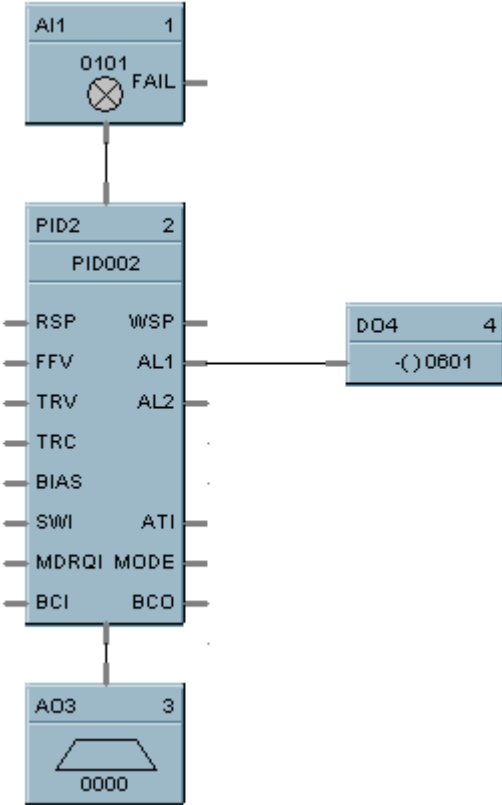 AI1 1
0101
FAIL
PID2 2
PID002
RSP WSP
FFV AL1
TRV AL2
TRC
BIAS
SWI ATI
MDRQI MODE
BCI BCO
DO4 4
-()0601
AO3 3
0000